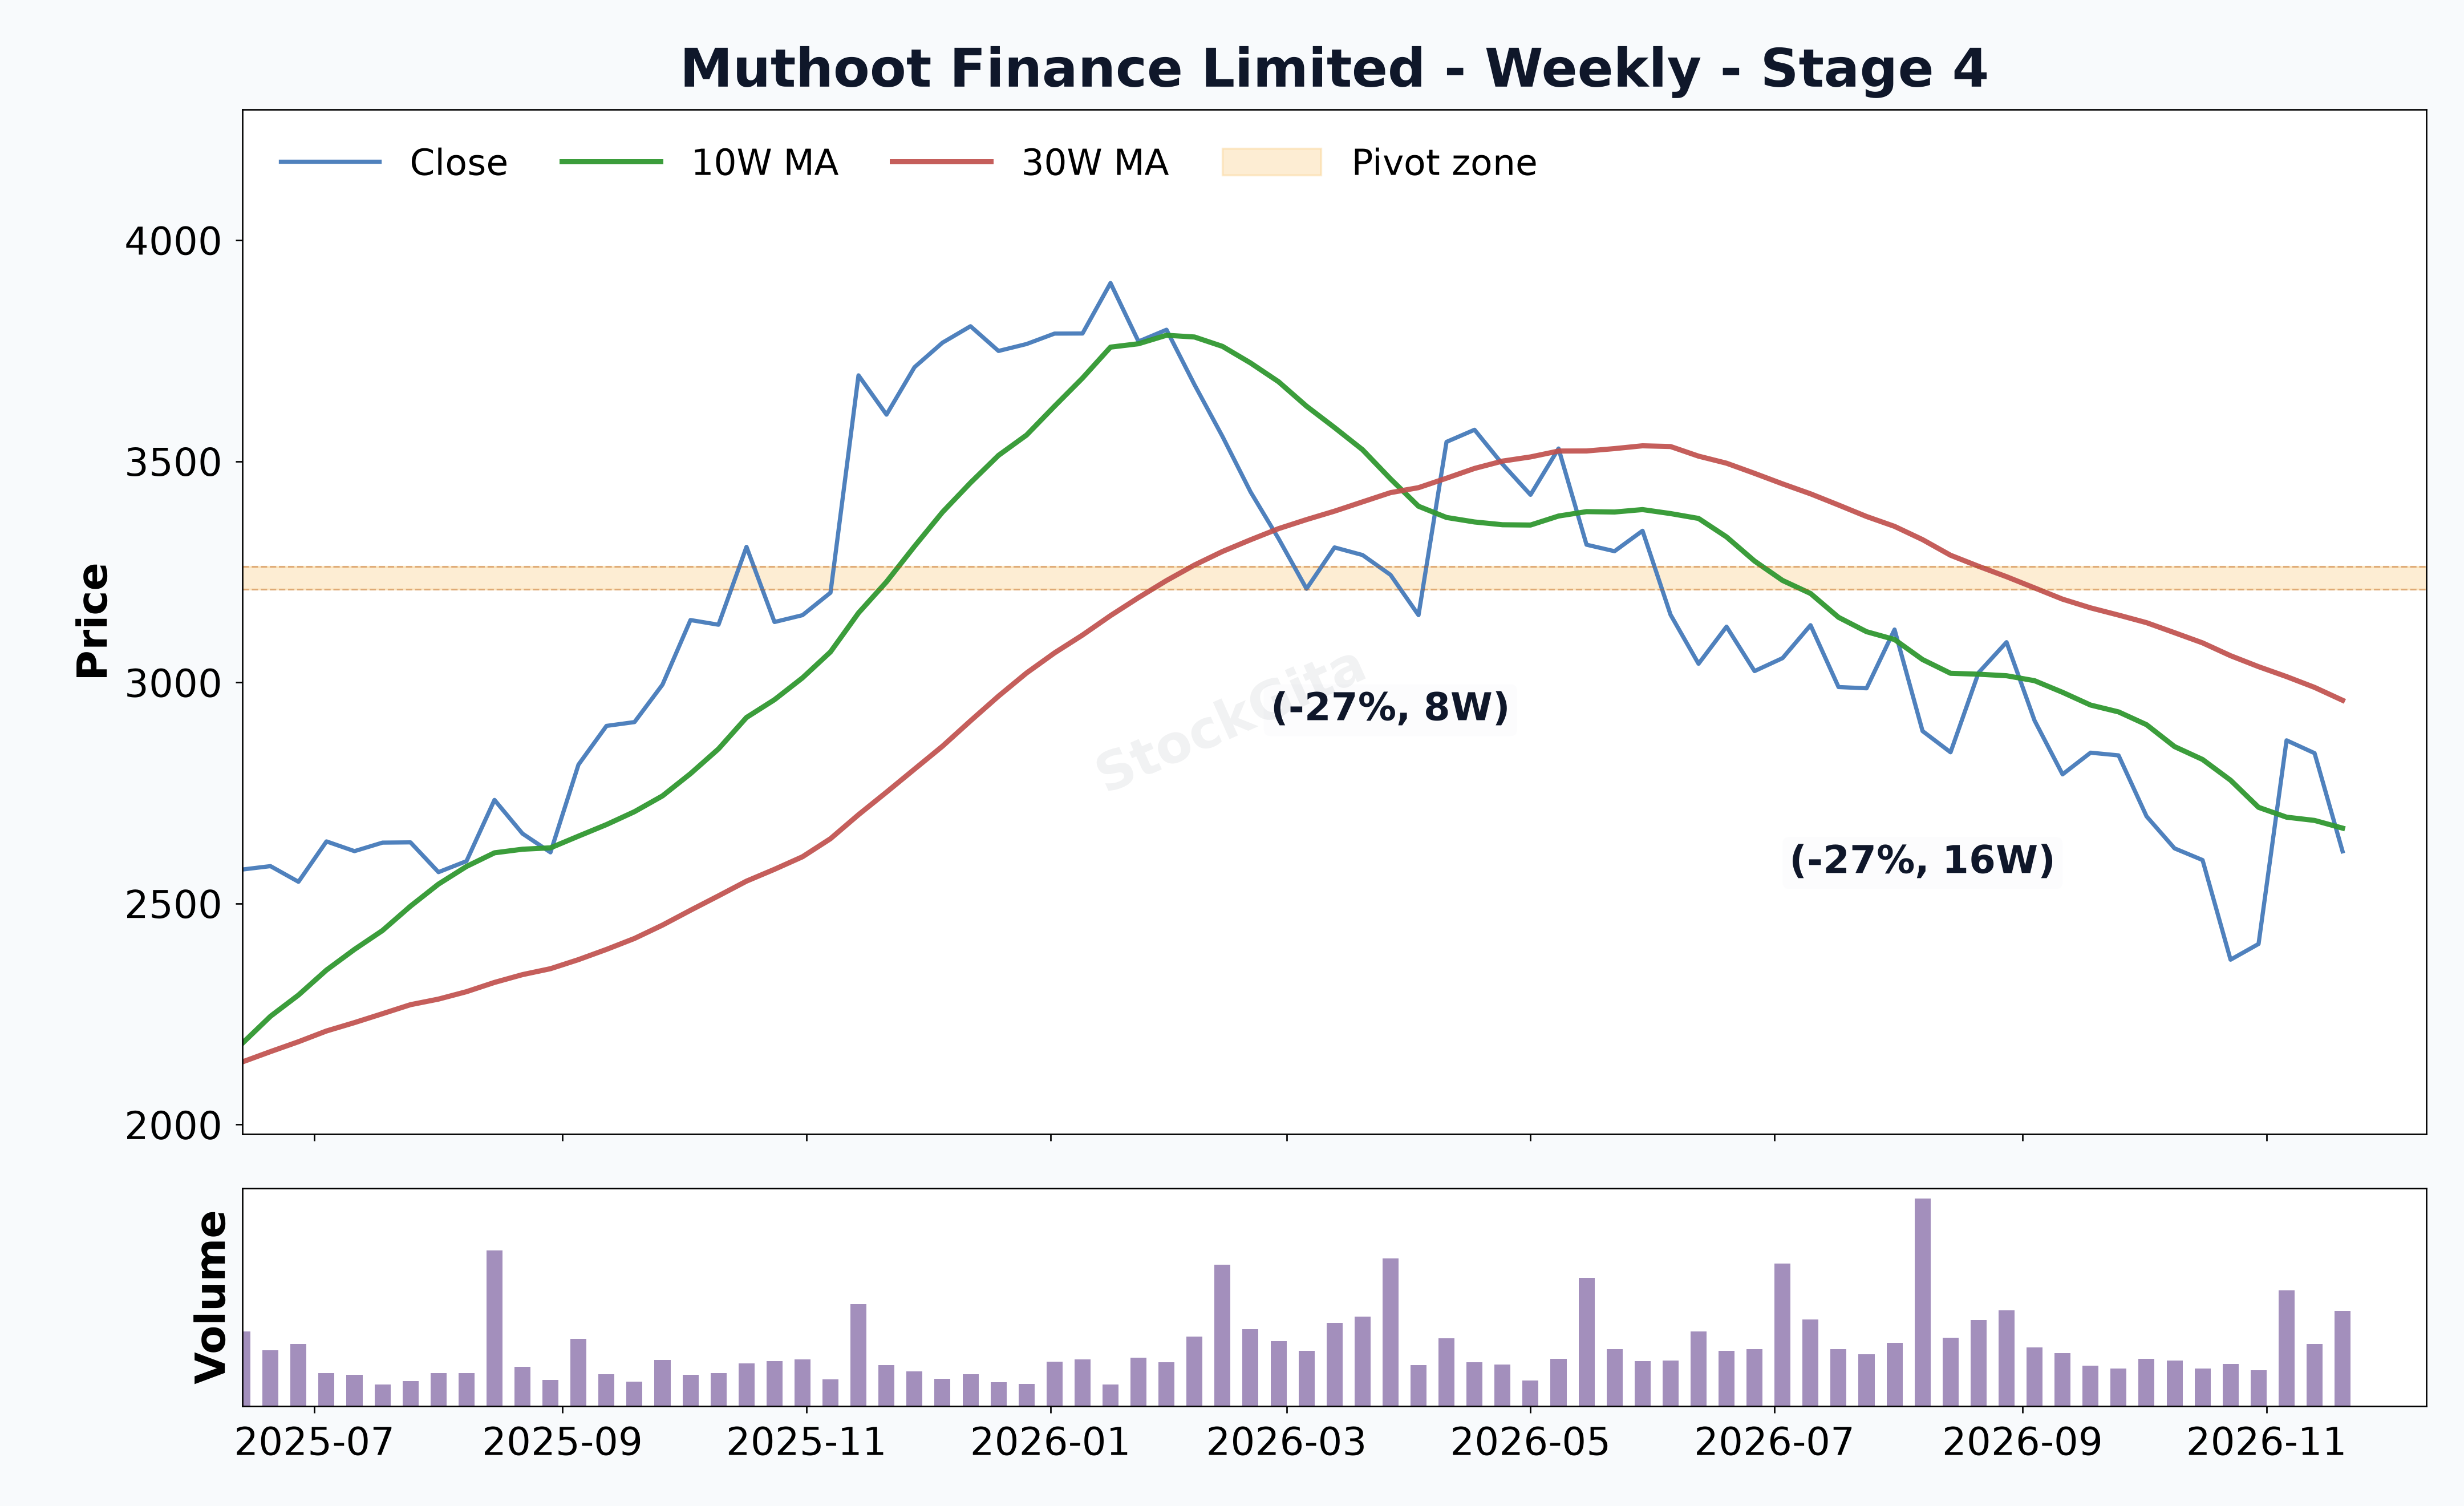 Muthoot Finance Limited - Weekly - Stage 4
Close
10W MA
30W MA
Pivot zone
Price
4000
3500
3000
2500
2000
StockGita
(-27%, 8W)
(-27%, 16W)
Volume
2025-07
2025-09
2025-11
2026-01
2026-03
2026-05
2026-07
2026-09
2026-11